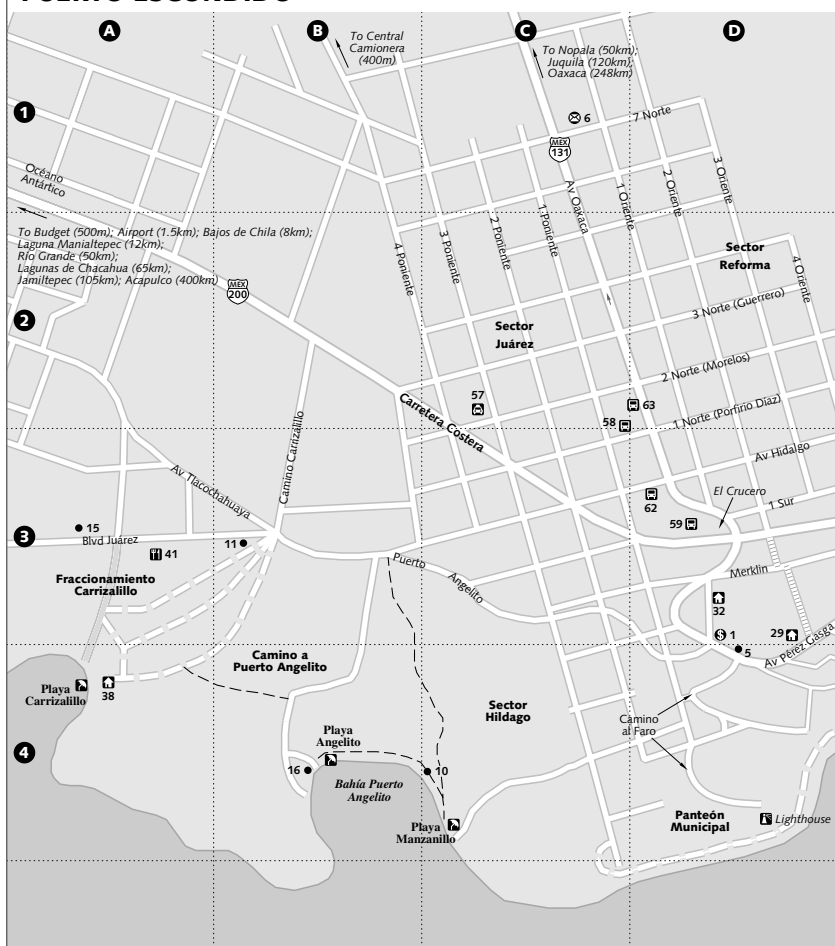 PUERTO ESCONDIDO
A
B
C
D
To Central
Camionera
(400m)
To Nopala (50km);
Juquila (120km);
Oaxaca (248km)
1
6
7 Norte
MEX
131
Océano
Antártico
Av Oaxaca
1 Oriente
2 Oriente
3 Oriente
To Budget (500m); Airport (1.5km); Bajos de Chila (8km);
Laguna Manialtepec (12km);
Río Grande (50km);
Lagunas de Chacahua (65km);
Jamiltepec (105km); Acapulco (400km)
4 Poniente
3 Poniente
2 Poniente
1 Poniente
Sector
Reforma
4 Oriente
MEX
200
2
3 Norte (Guerrero)
Sector
Juárez
2 Norte (Morelos)
57
Carretera Costera
63
58
1 Norte (Porfirio Díaz)
Camino Carrizalillo
Av Hidalgo
Av Tlacochahuaya
62
El Crucero
59
1 Sur
3
15
Blvd Juárez
41
11
Puerto
Angelito
Merklin
Fraccionamiento
Carrizalillo
32
1
29
5
Av Pérez Gasga
Camino a
Puerto Angelito
Playa
Carrizalillo
38
Sector
Hildago
Camino
al Faro
4
Playa
Angelito
16
10
Bahía Puerto
Angelito
Playa
Manzanillo
Panteón
Municipal
Lighthouse